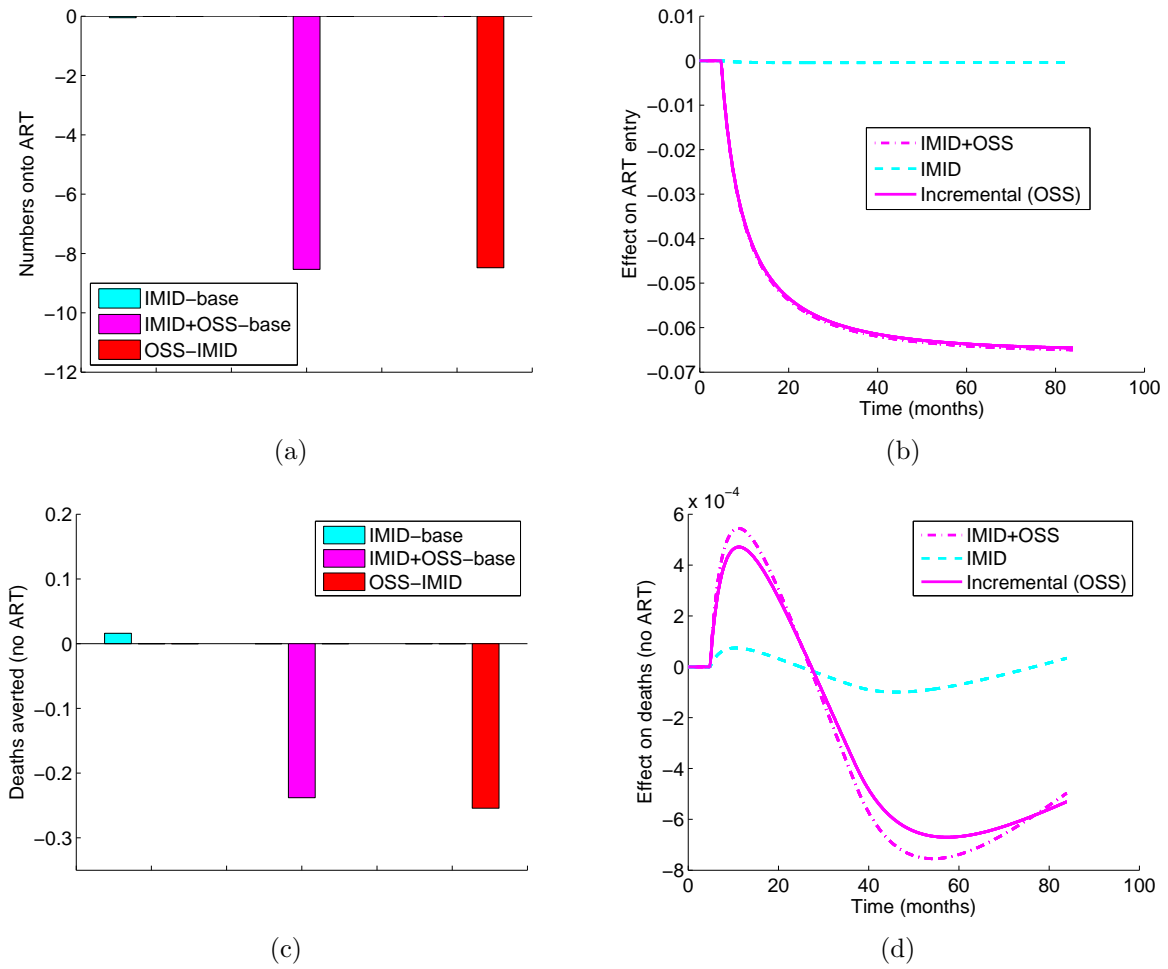 0
−2
−4
−6
−8
−10
−12
Numbers onto ART
IMID−base
IMID+OSS−base
OSS−IMID
(a)
0.01
0
−0.01
−0.02
−0.03
−0.04
−0.05
−0.06
−0.07
Effect on ART entry
IMID+OSS
IMID
Incremental (OSS)
0 20 40 60 80 100
Time (months)
(b)
0.2
0.1
0
−0.1
−0.2
−0.3
Deaths averted (no ART)
IMID−base
IMID+OSS−base
OSS−IMID
(c)
x 10−4
6
4
2
0
−2
−4
−6
−8
Effect on deaths (no ART)
IMID+OSS
IMID
Incremental (OSS)
0 20 40 60 80 100
Time (months)
(d)